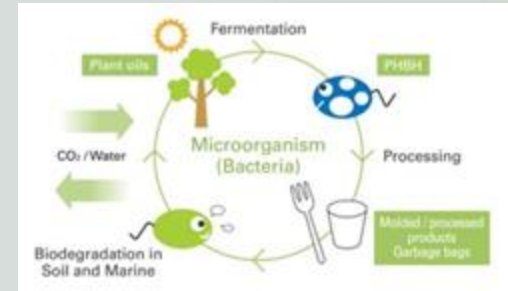 Fermentation
Plant oils
PHBH
Microorganism
(Bacteria)
CO₂ / Water
Processing
Molded / processed
products
Garbage bags
Biodegradation in
Soil and Marine